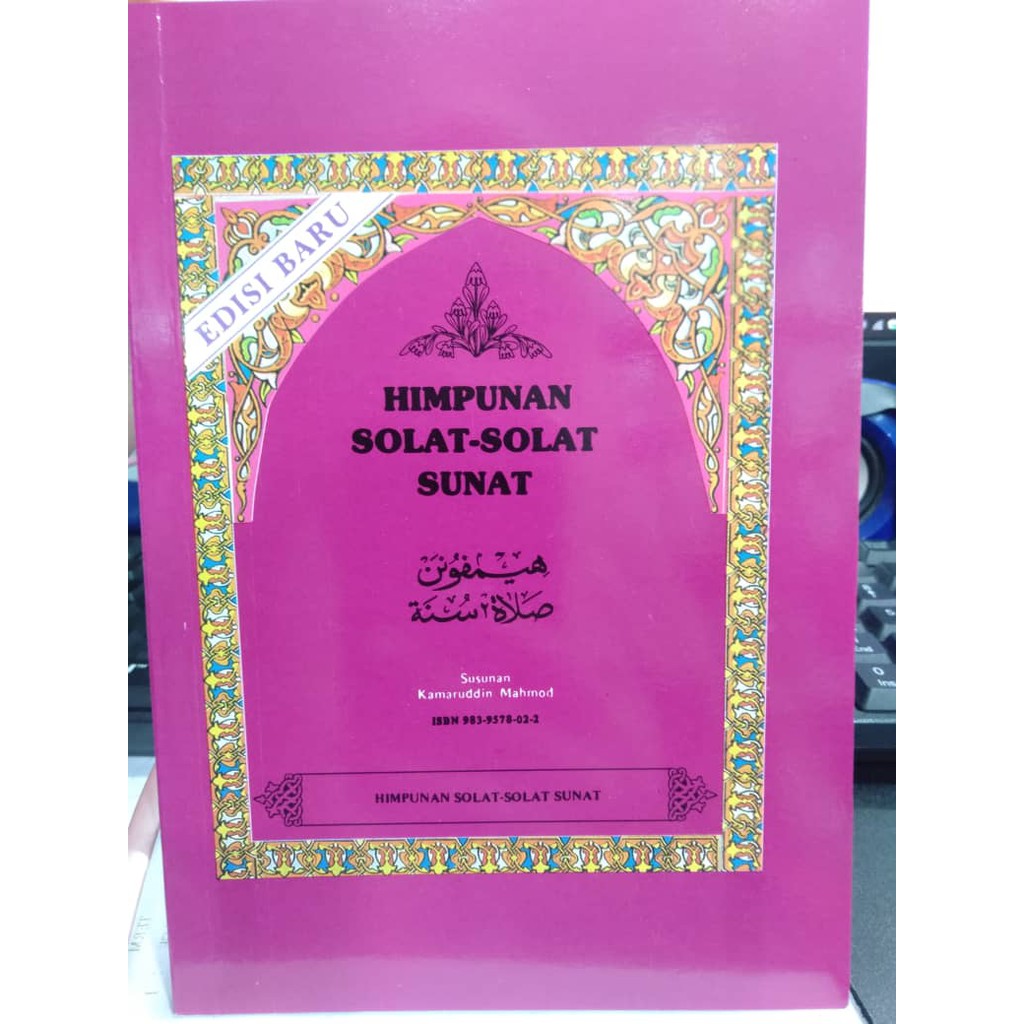 EDISI BARU
HIMPUNAN
SOLAT-SOLAT
SUNAT
هيمفونن
صلاة٢ سنة
Susunan
Kamaruddin Mahmod
ISBN 983-9578-02-2
HIMPUNAN SOLAT-SOLAT SUNAT